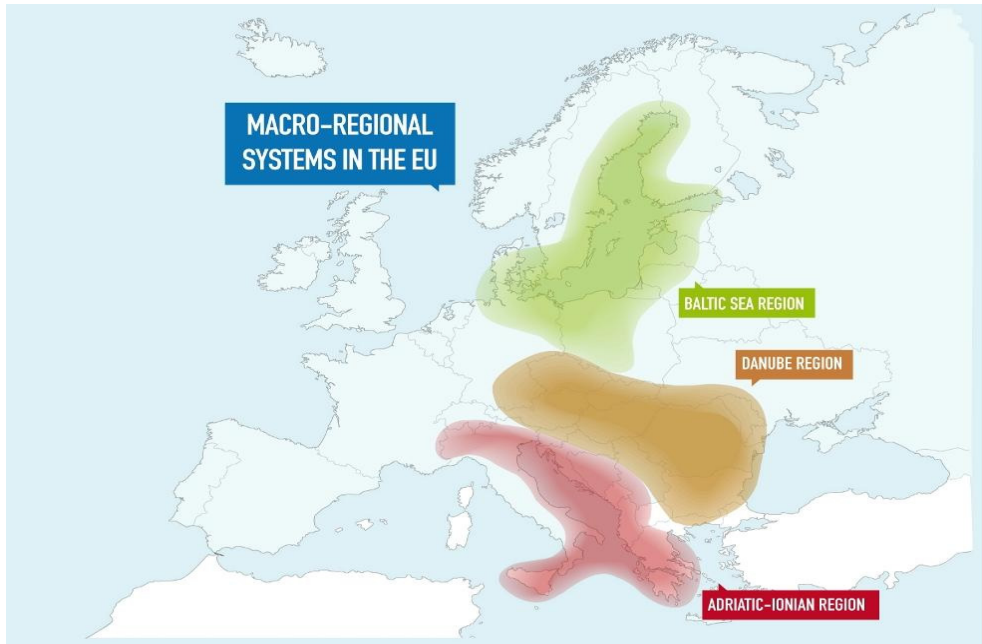 MACRO-REGIONAL
SYSTEMS IN THE EU
BALTIC SEA REGION
DANUBE REGION
ADRIATIC-IONIAN REGION